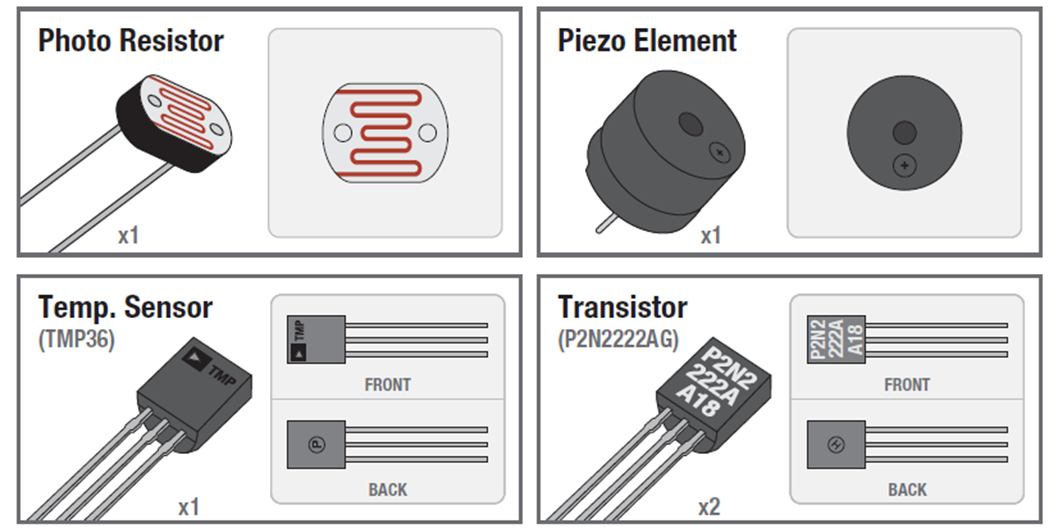 Photo Resistor
x1
Piezo Element
+
x1
+
Temp. Sensor
(TMP36)
TMP
x1
TMP
FRONT
P
BACK
Transistor
(P2N2222AG)
P2N2
222A
A18
x2
P2N2
222A
A18
FRONT
H
BACK